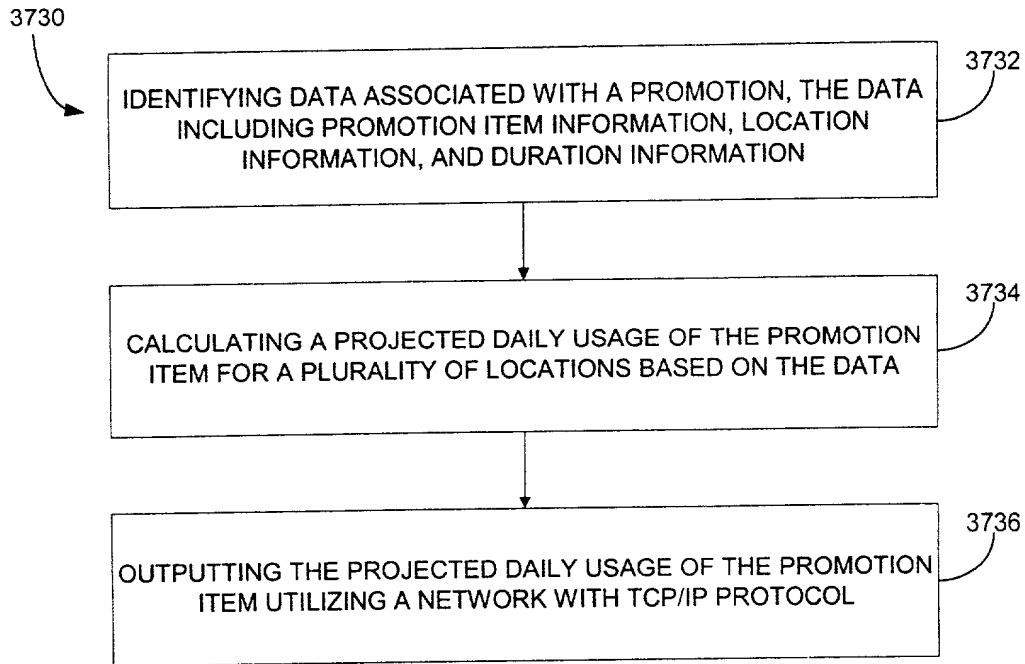 3730
3732
IDENTIFYING DATA ASSOCIATED WITH A PROMOTION, THE DATA
INCLUDING PROMOTION ITEM INFORMATION, LOCATION
INFORMATION, AND DURATION INFORMATION
3734
CALCULATING A PROJECTED DAILY USAGE OF THE PROMOTION
ITEM FOR A PLURALITY OF LOCATIONS BASED ON THE DATA
3736
OUTPUTTING THE PROJECTED DAILY USAGE OF THE PROMOTION
ITEM UTILIZING A NETWORK WITH TCP/IP PROTOCOL